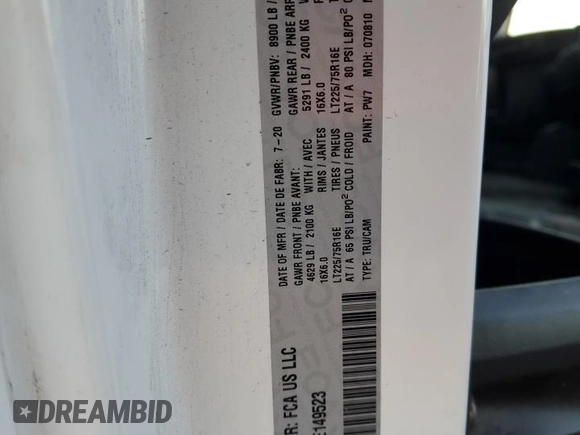 R: FCA US LLC
E149523
DATE OF MFR / DATE DE FABR: 7-20
GVWR/PNBV: 8900 LB /
GAWR FRONT / PNBE AVANT:
GAWR REAR / PNBE ARR
4629 LB / 2100 KG WITH / AVEC
5291 LB / 2400 KG
16X6.0 RIMS / JANTES
16X6.0
LT225/75R16E TIRES / PNEUS
LT225/75R16E
AT / A 65 PSI LB/PO² COLD / FROID
AT / A 80 PSI LB/PO²
TYPE: TRU/CAM
PAINT: PW7
MDH: 070810
DREAMBID